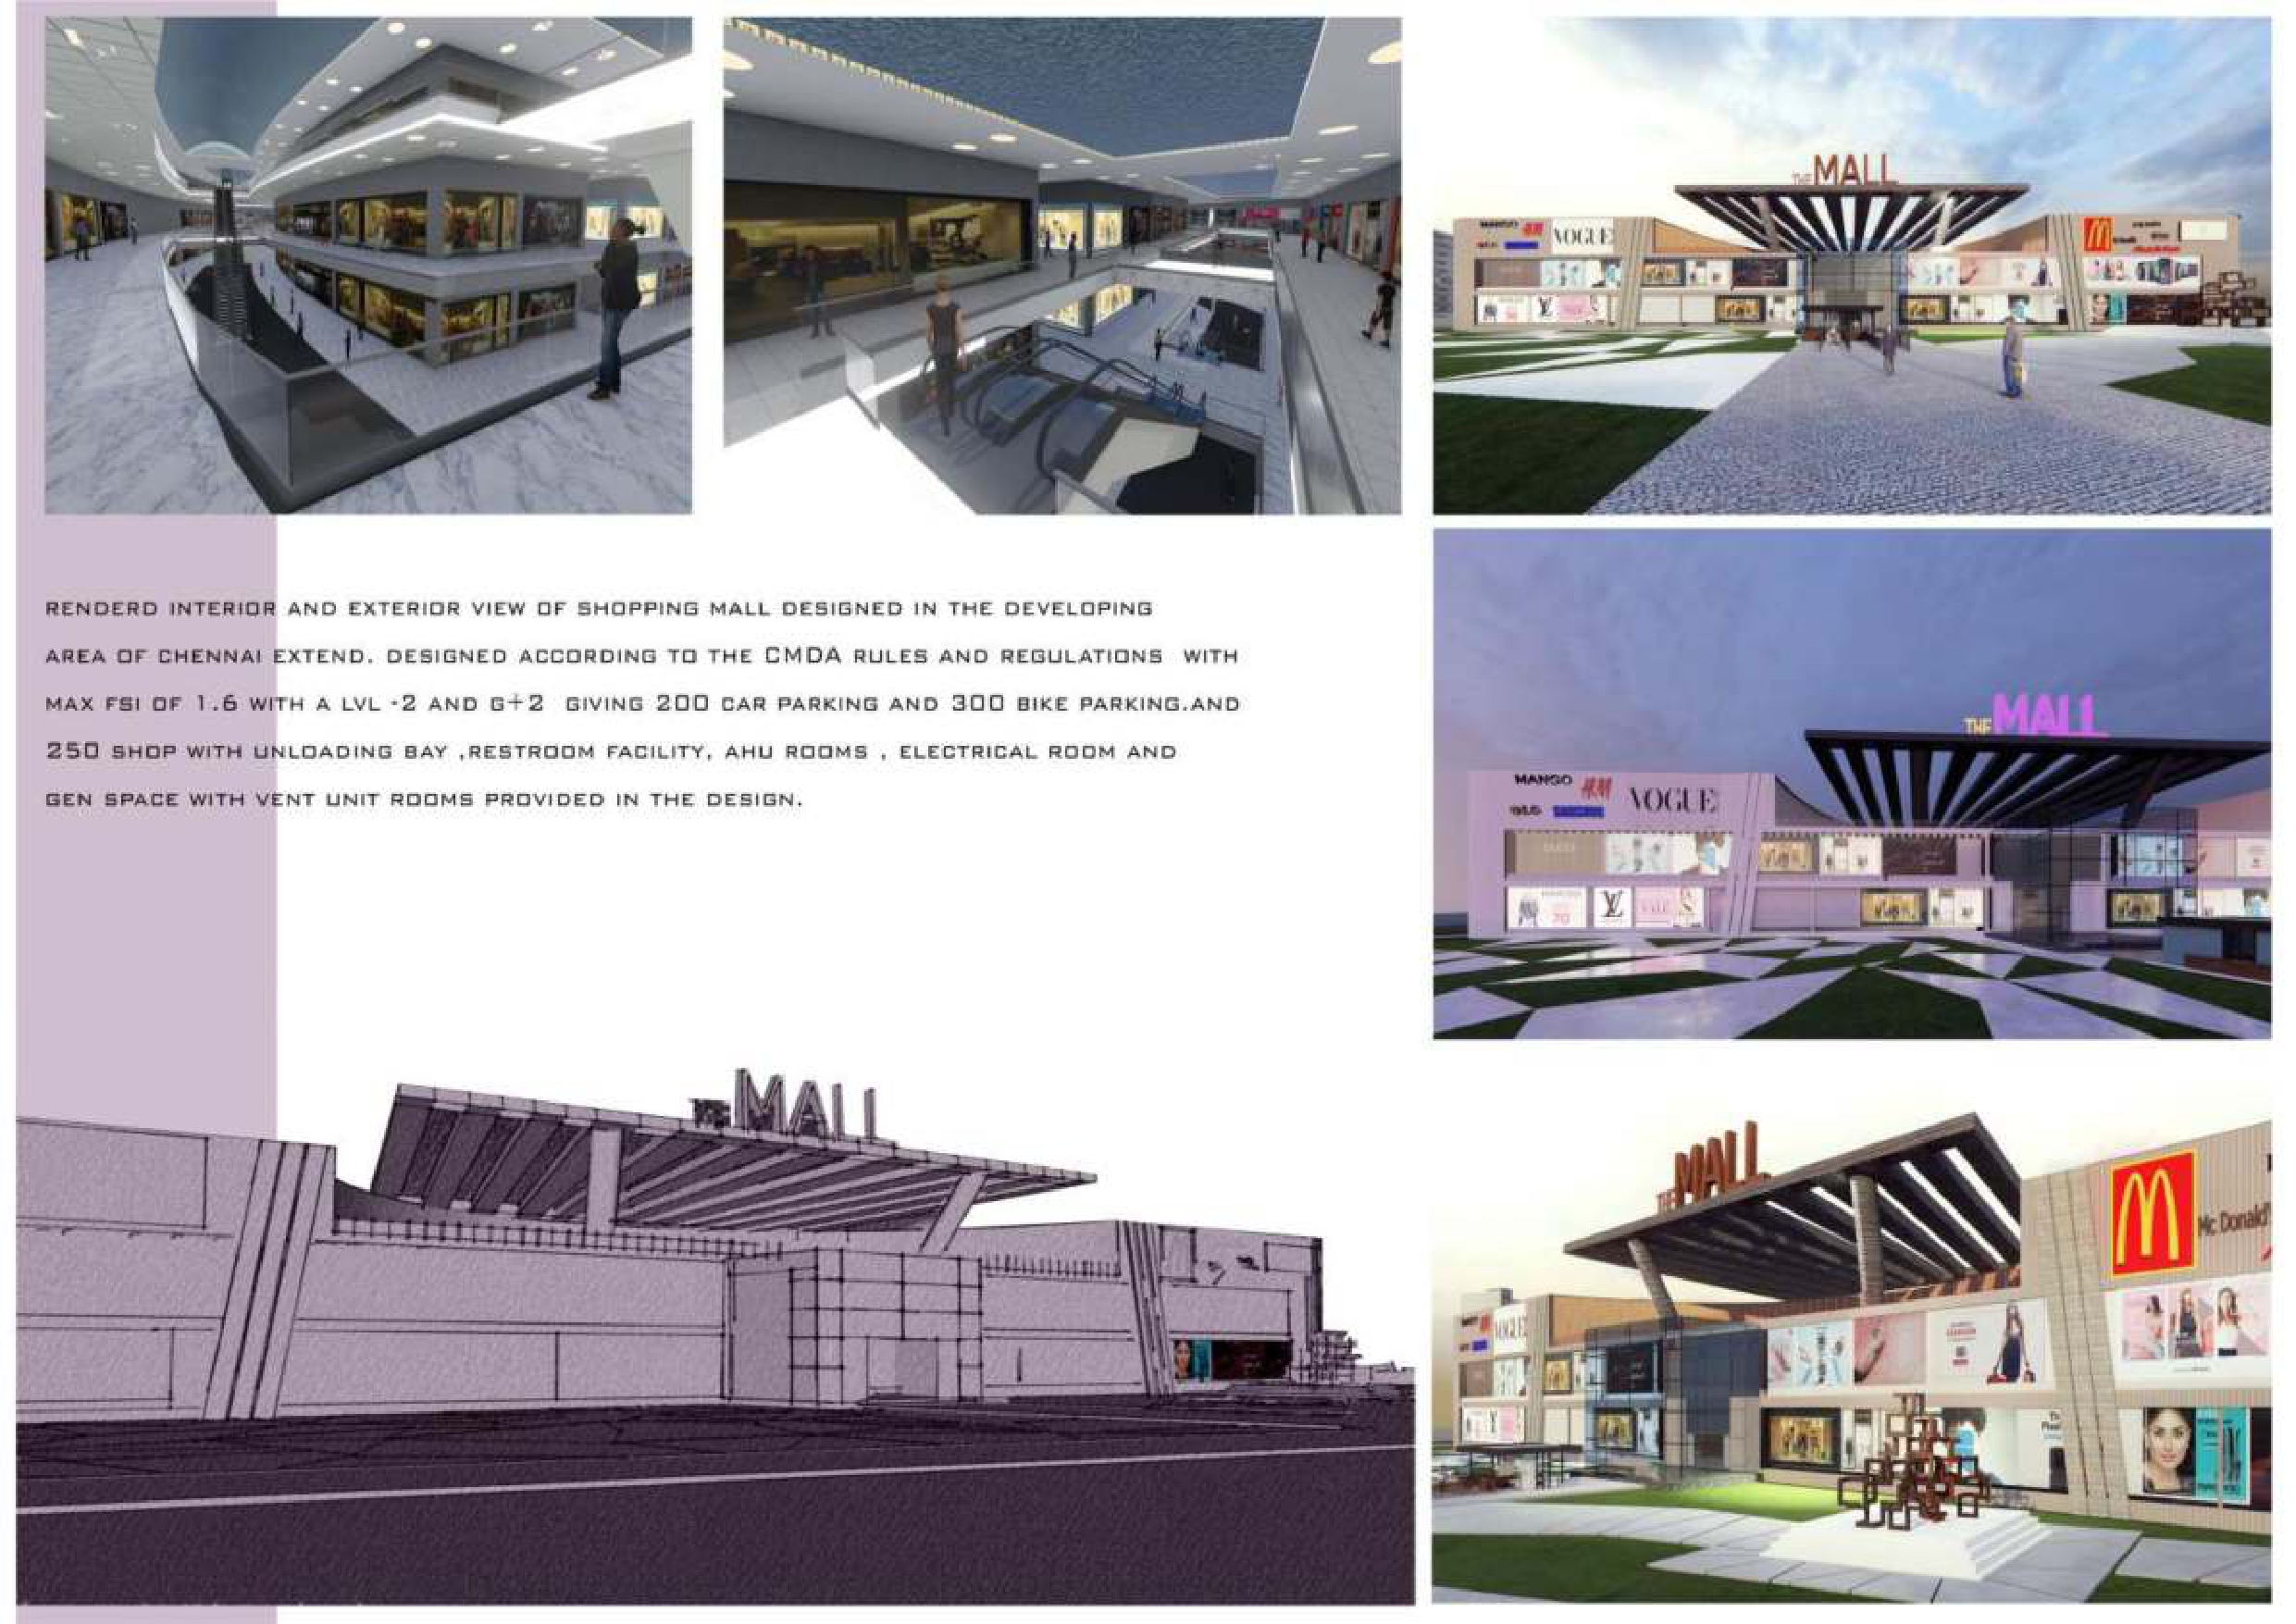 THE MALL
MANGO
H&M
VOGUE
RENDERD INTERIOR AND EXTERIOR VIEW OF SHOPPING MALL DESIGNED IN THE DEVELOPING
AREA OF CHENNAI EXTEND. DESIGNED ACCORDING TO THE CMDA RULES AND REGULATIONS  WITH
MAX FSI OF 1.6 WITH A LVL -2 AND G+2  GIVING 200 CAR PARKING AND 300 BIKE PARKING.AND
250 SHOP WITH UNLOADING BAY ,RESTROOM FACILITY, AHU ROOMS , ELECTRICAL ROOM AND
GEN SPACE WITH VENT UNIT ROOMS PROVIDED IN THE DESIGN.
THE MALL
MANGO
H&M
VOGUE
LV
70
THE MALL
THE MALL
VOGUE
M
Mc Donald'